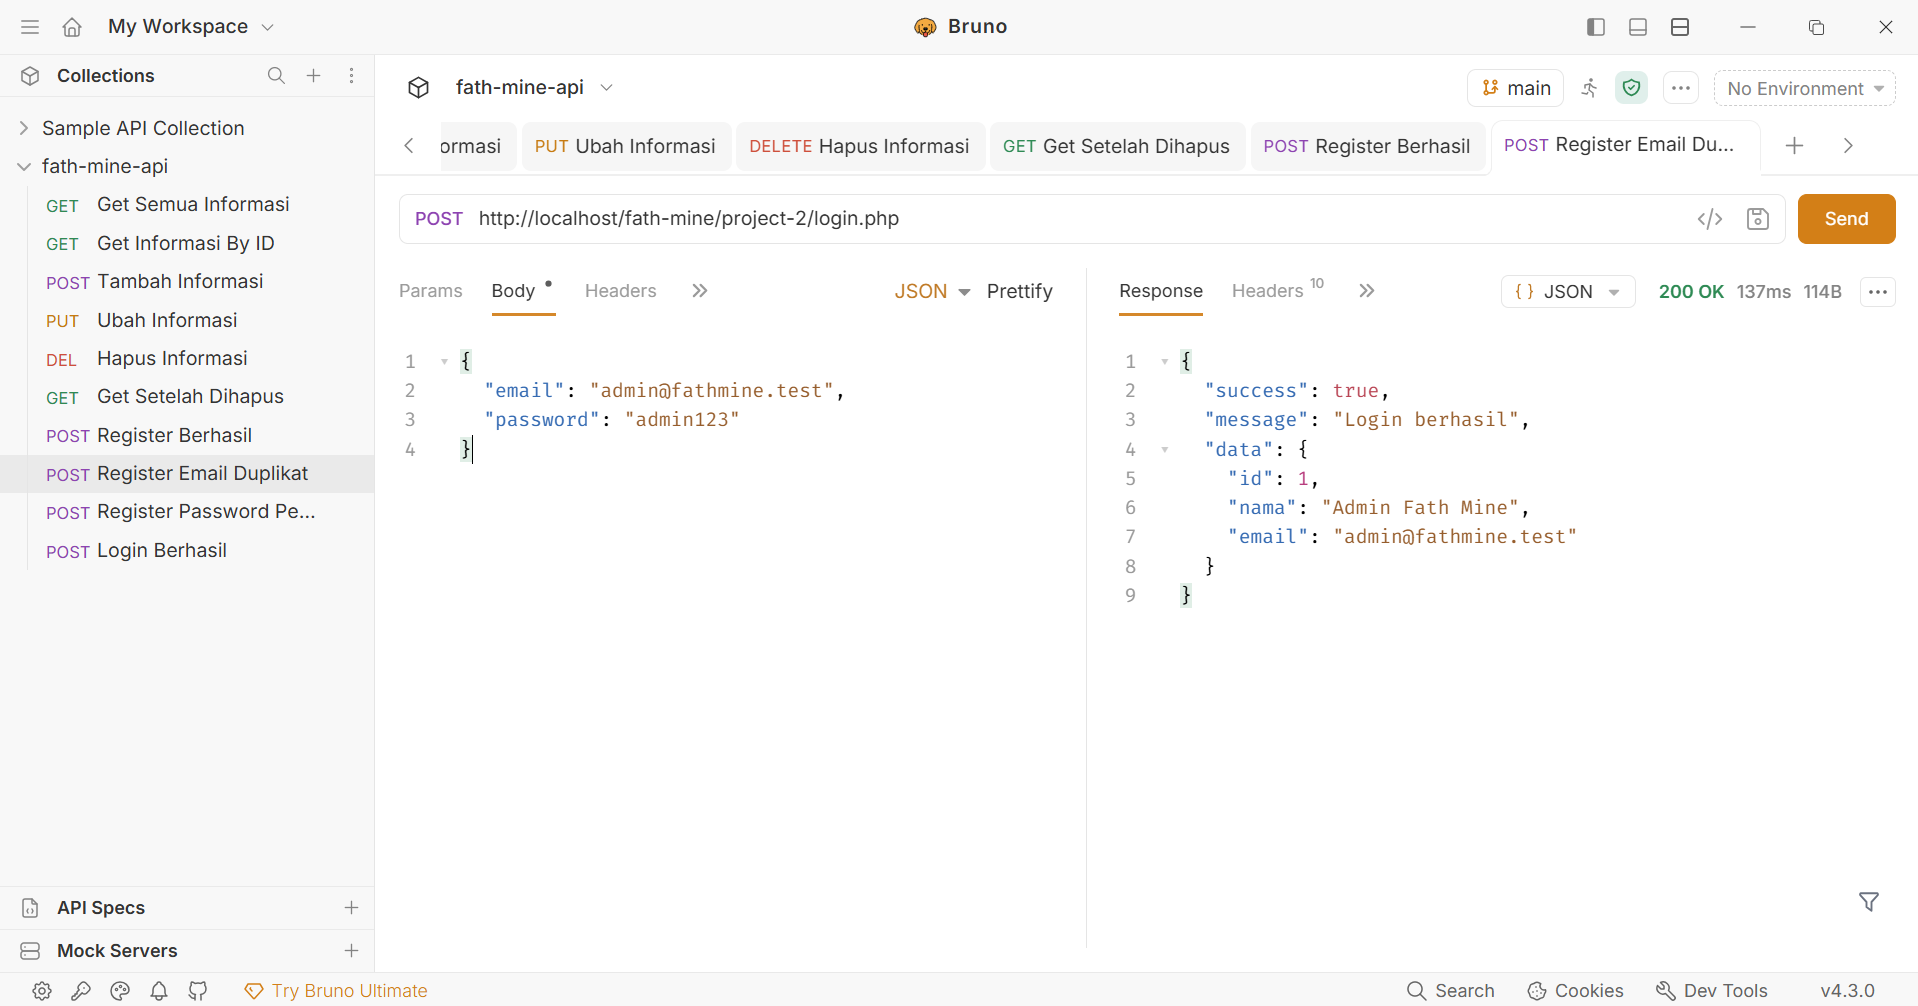 My Workspace
Bruno
Collections
Sample API Collection
fath-mine-api
GET Get Semua Informasi
GET Get Informasi By ID
POST Tambah Informasi
PUT Ubah Informasi
DEL Hapus Informasi
GET Get Setelah Dihapus
POST Register Berhasil
POST Register Email Duplikat
POST Register Password Pe...
POST Login Berhasil
API Specs
Mock Servers
fath-mine-api
main
No Environment
ormasi PUT Ubah Informasi DELETE Hapus Informasi GET Get Setelah Dihapus POST Register Berhasil POST Register Email Du...
POST http://localhost/fath-mine/project-2/login.php
Send
Params Body Headers JSON Prettify
1 {
2 "email": "admin@fathmine.test",
3 "password": "admin123"
4 }
Response Headers 10 { } JSON 200 OK 137ms 114B
1 {
2 "success": true,
3 "message": "Login berhasil",
4 "data": {
5 "id": 1,
6 "nama": "Admin Fath Mine",
7 "email": "admin@fathmine.test"
8 }
9 }
Try Bruno Ultimate
Search Cookies Dev Tools v4.3.0